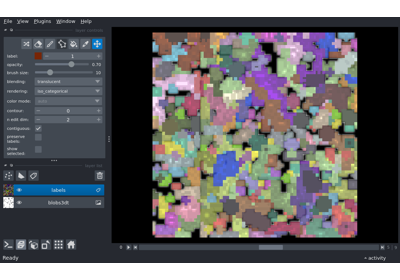 File View Plugins Window Help
label: 1
opacity: 0.70
brush size: 10
blending: translucent
rendering: iso_categorical
color mode:
contour: 0
n edit dim: 2
contiguous:
preserve labels:
show selected:
labels
blobs3dt
0
Ready
activity